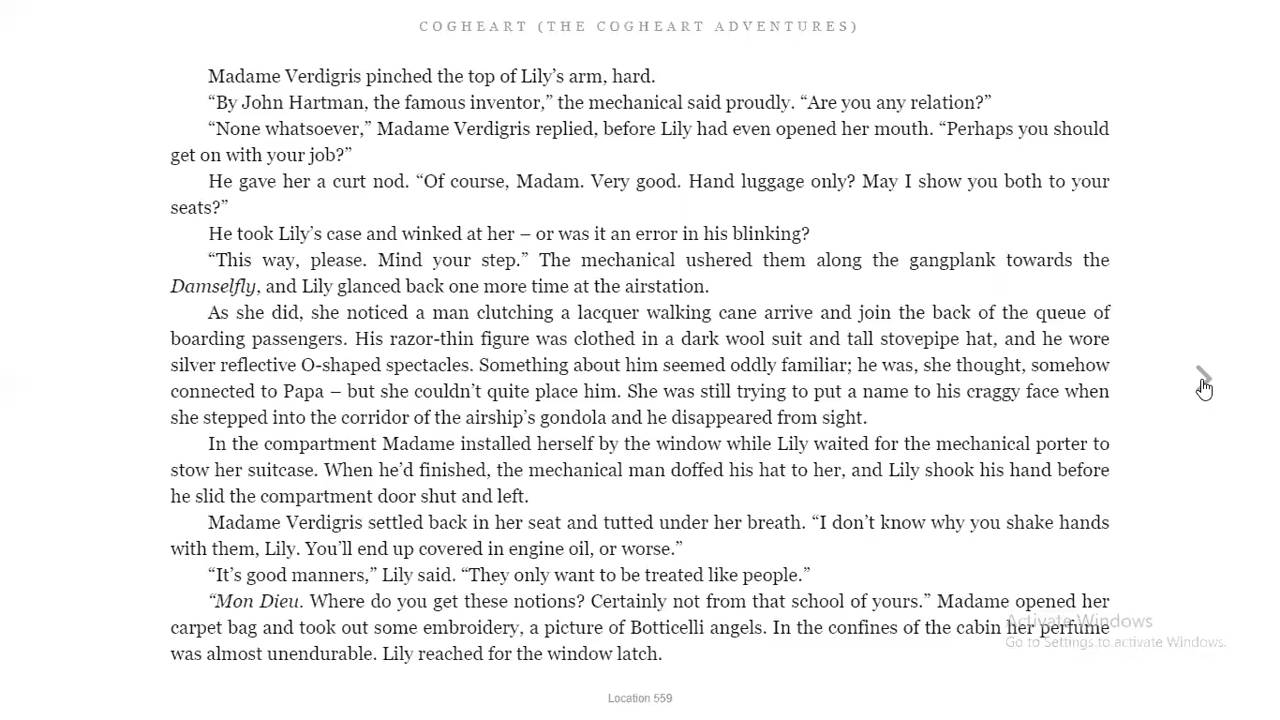 COGHEART (THE COGHEART ADVENTURES)
Madame Verdigris pinched the top of Lily’s arm, hard.
“By John Hartman, the famous inventor,” the mechanical said proudly. “Are you any relation?”
“None whatsoever,” Madame Verdigris replied, before Lily had even opened her mouth. “Perhaps you should
get on with your job?”
He gave her a curt nod. “Of course, Madam. Very good. Hand luggage only? May I show you both to your
seats?”
He took Lily’s case and winked at her – or was it an error in his blinking?
“This way, please. Mind your step.” The mechanical ushered them along the gangplank towards the
Damselfly, and Lily glanced back one more time at the airstation.
As she did, she noticed a man clutching a lacquer walking cane arrive and join the back of the queue of
boarding passengers. His razor-thin figure was clothed in a dark wool suit and tall stovepipe hat, and he wore
silver reflective O-shaped spectacles. Something about him seemed oddly familiar; he was, she thought, somehow
connected to Papa – but she couldn’t quite place him. She was still trying to put a name to his craggy face when
she stepped into the corridor of the airship’s gondola and he disappeared from sight.
In the compartment Madame installed herself by the window while Lily waited for the mechanical porter to
stow her suitcase. When he’d finished, the mechanical man doffed his hat to her, and Lily shook his hand before
he slid the compartment door shut and left.
Madame Verdigris settled back in her seat and tutted under her breath. “I don’t know why you shake hands
with them, Lily. You’ll end up covered in engine oil, or worse.”
“It’s good manners,” Lily said. “They only want to be treated like people.”
“Mon Dieu. Where do you get these notions? Certainly not from that school of yours.” Madame opened her
carpet bag and took out some embroidery, a picture of Botticelli angels. In the confines of the cabin her perfume
was almost unendurable. Lily reached for the window latch.
Activate Windows
Go to Settings to activate Windows.
Location 559